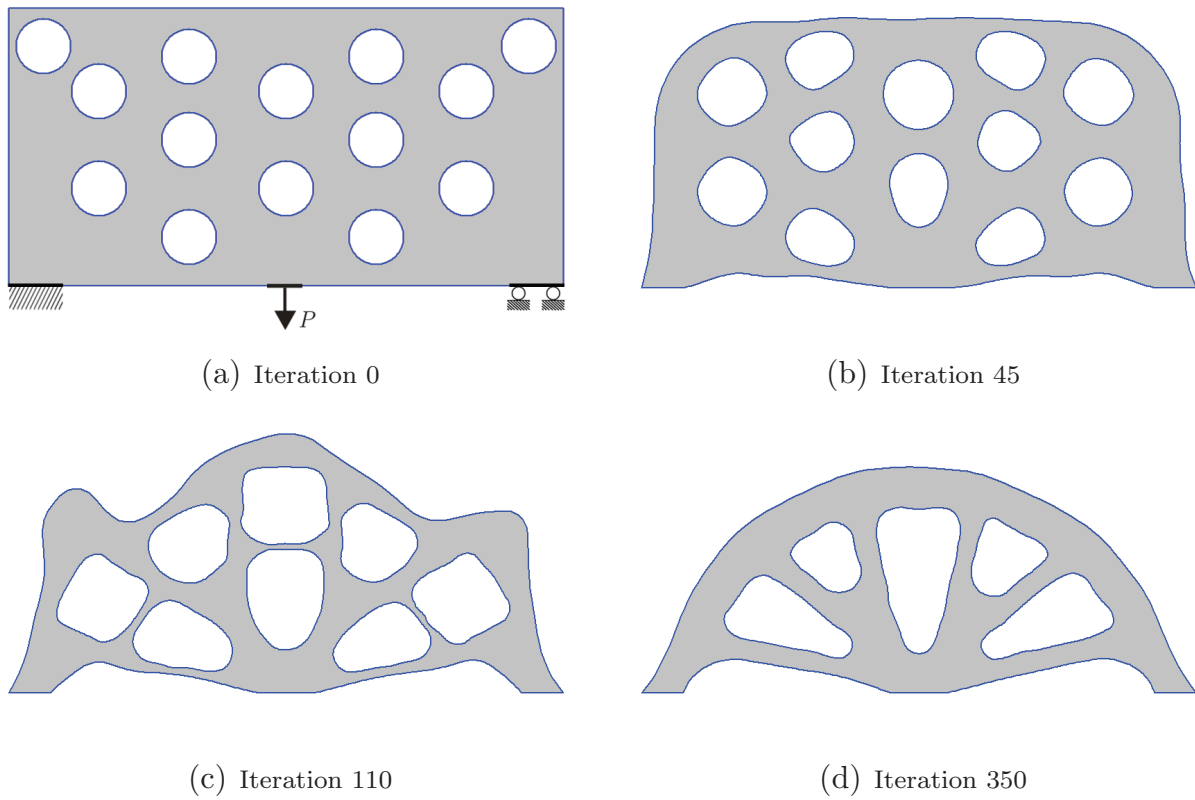 P
(a) Iteration 0
(b) Iteration 45
(c) Iteration 110
(d) Iteration 350